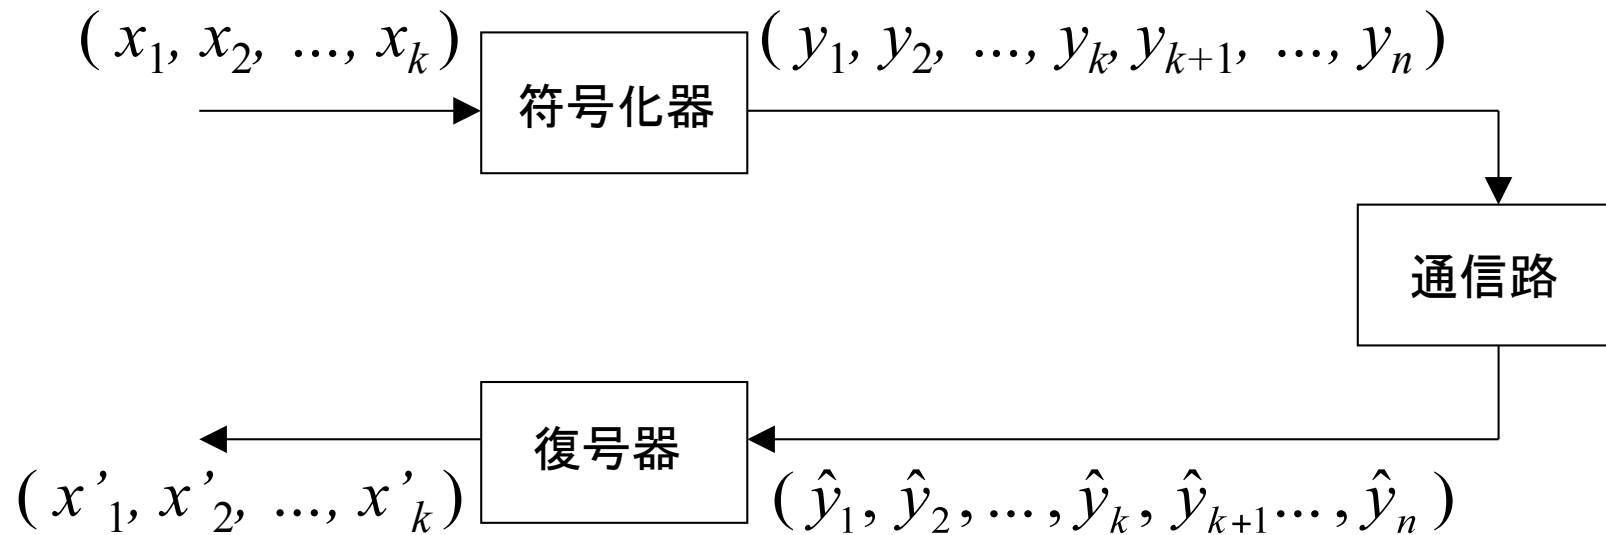 ( x1, x2, ..., xk )
( y1, y2, ..., yk, yk+1, ..., yn )
符号化器
通信路
復号器
( x’1, x’2, ..., x’k )
( ŷ1, ŷ2, ... , ŷk, ŷk+1... , ŷn )